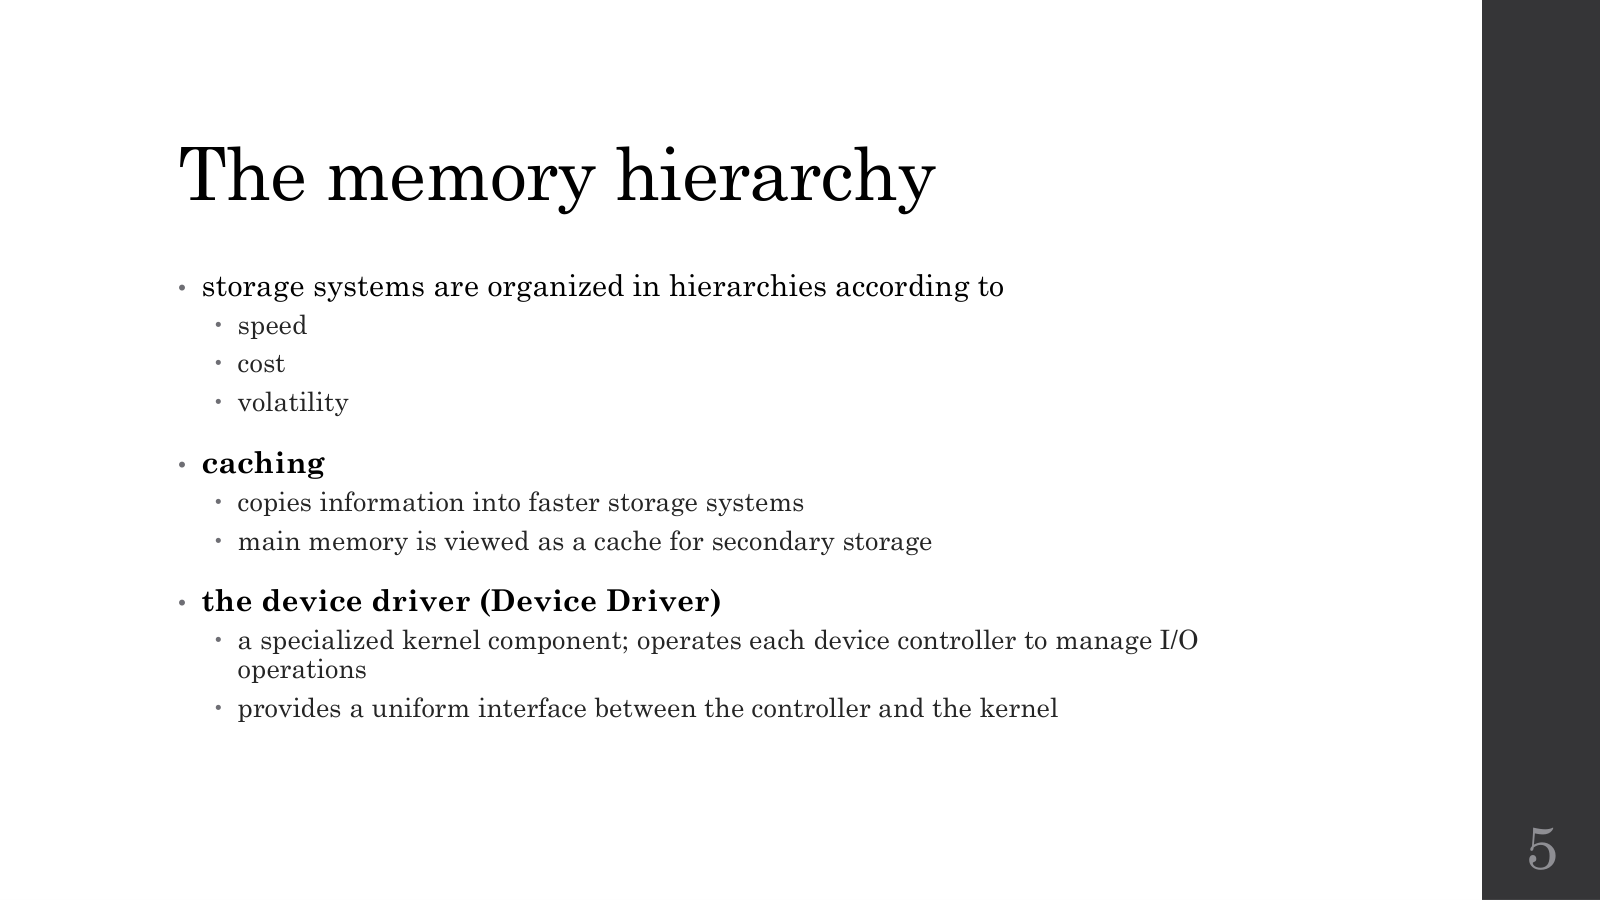 The memory hierarchy
• storage systems are organized in hierarchies according to
• speed
• cost
• volatility
• caching
• copies information into faster storage systems
• main memory is viewed as a cache for secondary storage
• the device driver (Device Driver)
• a specialized kernel component; operates each device controller to manage I/O
operations
• provides a uniform interface between the controller and the kernel
5